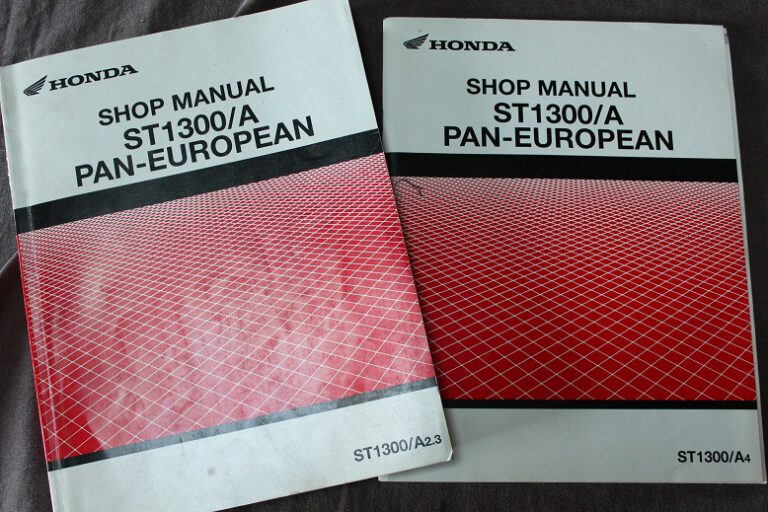 HONDA
SHOP MANUAL
ST1300/A
PAN-EUROPEAN
ST1300/A2.3
HONDA
SHOP MANUAL
ST1300/A
PAN-EUROPEAN
ST1300/A4